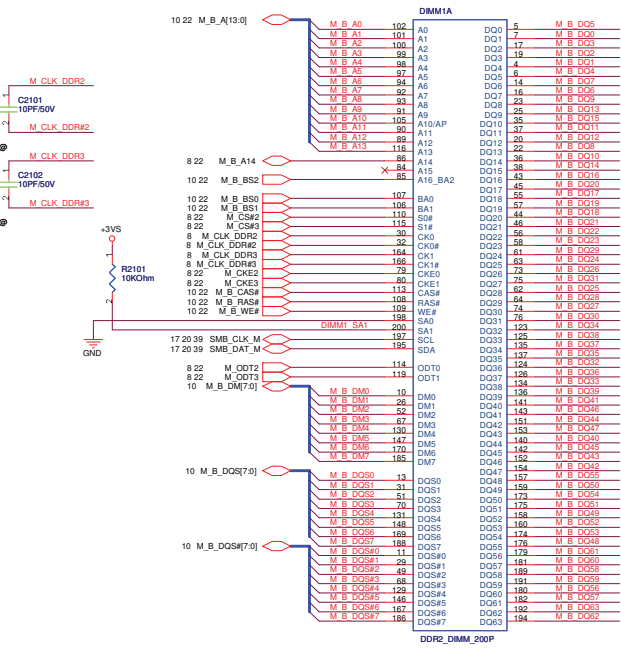 DIMM1A
10 22 M_B_A[13:0]
M_B_A0 102 A0 DQ0 5 M_B_DQ5
M_B_A1 101 A1 DQ1 7 M_B_DQ0
M_B_A2 100 A2 DQ2 17 M_B_DQ3
M_B_A3 99 A3 DQ3 19 M_B_DQ2
M_B_A4 98 A4 DQ4 4 M_B_DQ1
M_B_A5 97 A5 DQ5 6 M_B_DQ4
M_B_A6 94 A6 DQ6 14 M_B_DQ7
M_B_A7 92 A7 DQ7 16 M_B_DQ6
M_B_A8 93 A8 DQ8 23 M_B_DQ9
M_B_A9 91 A9 DQ9 25 M_B_DQ13
M_B_A10 105 A10/AP DQ10 35 M_B_DQ15
M_B_A11 90 A11 DQ11 37 M_B_DQ11
M_B_A12 89 A12 DQ12 20 M_B_DQ12
M_B_A13 116 A13 DQ13 22 M_B_DQ8
8 22 M_B_A14 86 A14 DQ14 36 M_B_DQ10
84 A15 DQ15 38 M_B_DQ14
10 22 M_B_BS2 85 A16_BA2 DQ16 43 M_B_DQ16
DQ17 45 M_B_DQ20
10 22 M_B_BS0 107 BA0 DQ18 55 M_B_DQ17
10 22 M_B_BS1 106 BA1 DQ19 57 M_B_DQ19
8 22 M_CS#2 110 S0# DQ20 44 M_B_DQ18
8 22 M_CS#3 115 S1# DQ21 46 M_B_DQ21
8 M_CLK_DDR2 30 CK0 DQ22 56 M_B_DQ22
8 M_CLK_DDR#2 32 CK0# DQ23 58 M_B_DQ23
8 M_CLK_DDR3 164 CK1 DQ24 61 M_B_DQ29
8 M_CLK_DDR#3 166 CK1# DQ25 63 M_B_DQ24
8 22 M_CKE2 79 CKE0 DQ26 73 M_B_DQ26
8 22 M_CKE3 80 CKE1 DQ27 75 M_B_DQ31
10 22 M_B_CAS# 113 CAS# DQ28 62 M_B_DQ25
10 22 M_B_RAS# 108 RAS# DQ29 64 M_B_DQ28
10 22 M_B_WE# 109 WE# DQ30 74 M_B_DQ27
198 SA0 DQ31 76 M_B_DQ30
DIMM1_SA1 200 SA1 DQ32 123 M_B_DQ34
17 20 39 SMB_CLK_M 197 SCL DQ33 125 M_B_DQ38
17 20 39 SMB_DAT_M 195 SDA DQ34 135 M_B_DQ37
DQ35 137 M_B_DQ35
8 22 M_ODT2 114 ODT0 DQ36 124 M_B_DQ32
8 22 M_ODT3 119 ODT1 DQ37 126 M_B_DQ36
10 M_B_DM[7:0] DQ38 134 M_B_DQ33
M_B_DM0 10 DM0 DQ39 136 M_B_DQ39
M_B_DM1 26 DM1 DQ40 141 M_B_DQ41
M_B_DM2 52 DM2 DQ41 143 M_B_DQ46
M_B_DM3 67 DM3 DQ42 151 M_B_DQ44
M_B_DM4 130 DM4 DQ43 153 M_B_DQ47
M_B_DM5 147 DM5 DQ44 140 M_B_DQ40
M_B_DM6 170 DM6 DQ45 142 M_B_DQ45
M_B_DM7 185 DM7 DQ46 152 M_B_DQ43
10 M_B_DQS[7:0] DQ47 154 M_B_DQ42
M_B_DQS0 13 DQS0 DQ48 157 M_B_DQ55
M_B_DQS1 31 DQS1 DQ49 159 M_B_DQ50
M_B_DQS2 51 DQS2 DQ50 173 M_B_DQ54
M_B_DQS3 70 DQS3 DQ51 175 M_B_DQ51
M_B_DQS4 131 DQS4 DQ52 158 M_B_DQ49
M_B_DQS5 148 DQS5 DQ53 160 M_B_DQ52
M_B_DQS6 169 DQS6 DQ54 174 M_B_DQ53
M_B_DQS7 188 DQS7 DQ55 176 M_B_DQ48
10 M_B_DQS#[7:0] M_B_DQS#0 11 DQS#0 DQ56 179 M_B_DQ61
M_B_DQS#1 29 DQS#1 DQ57 181 M_B_DQ60
M_B_DQS#2 49 DQS#2 DQ58 189 M_B_DQ57
M_B_DQS#3 68 DQS#3 DQ59 191 M_B_DQ56
M_B_DQS#4 129 DQS#4 DQ60 180 M_B_DQ59
M_B_DQS#5 146 DQS#5 DQ61 182 M_B_DQ58
M_B_DQS#6 167 DQS#6 DQ62 192 M_B_DQ63
M_B_DQS#7 186 DQS#7 DQ63 194 M_B_DQ62
DDR2_DIMM_200P
M_CLK_DDR2
1
C2101
10PF/50V
2
M_CLK_DDR#2
@
M_CLK_DDR3
1
C2102
10PF/50V
2
M_CLK_DDR#3
@
+3VS
1
R2101
10KOhm
2
GND